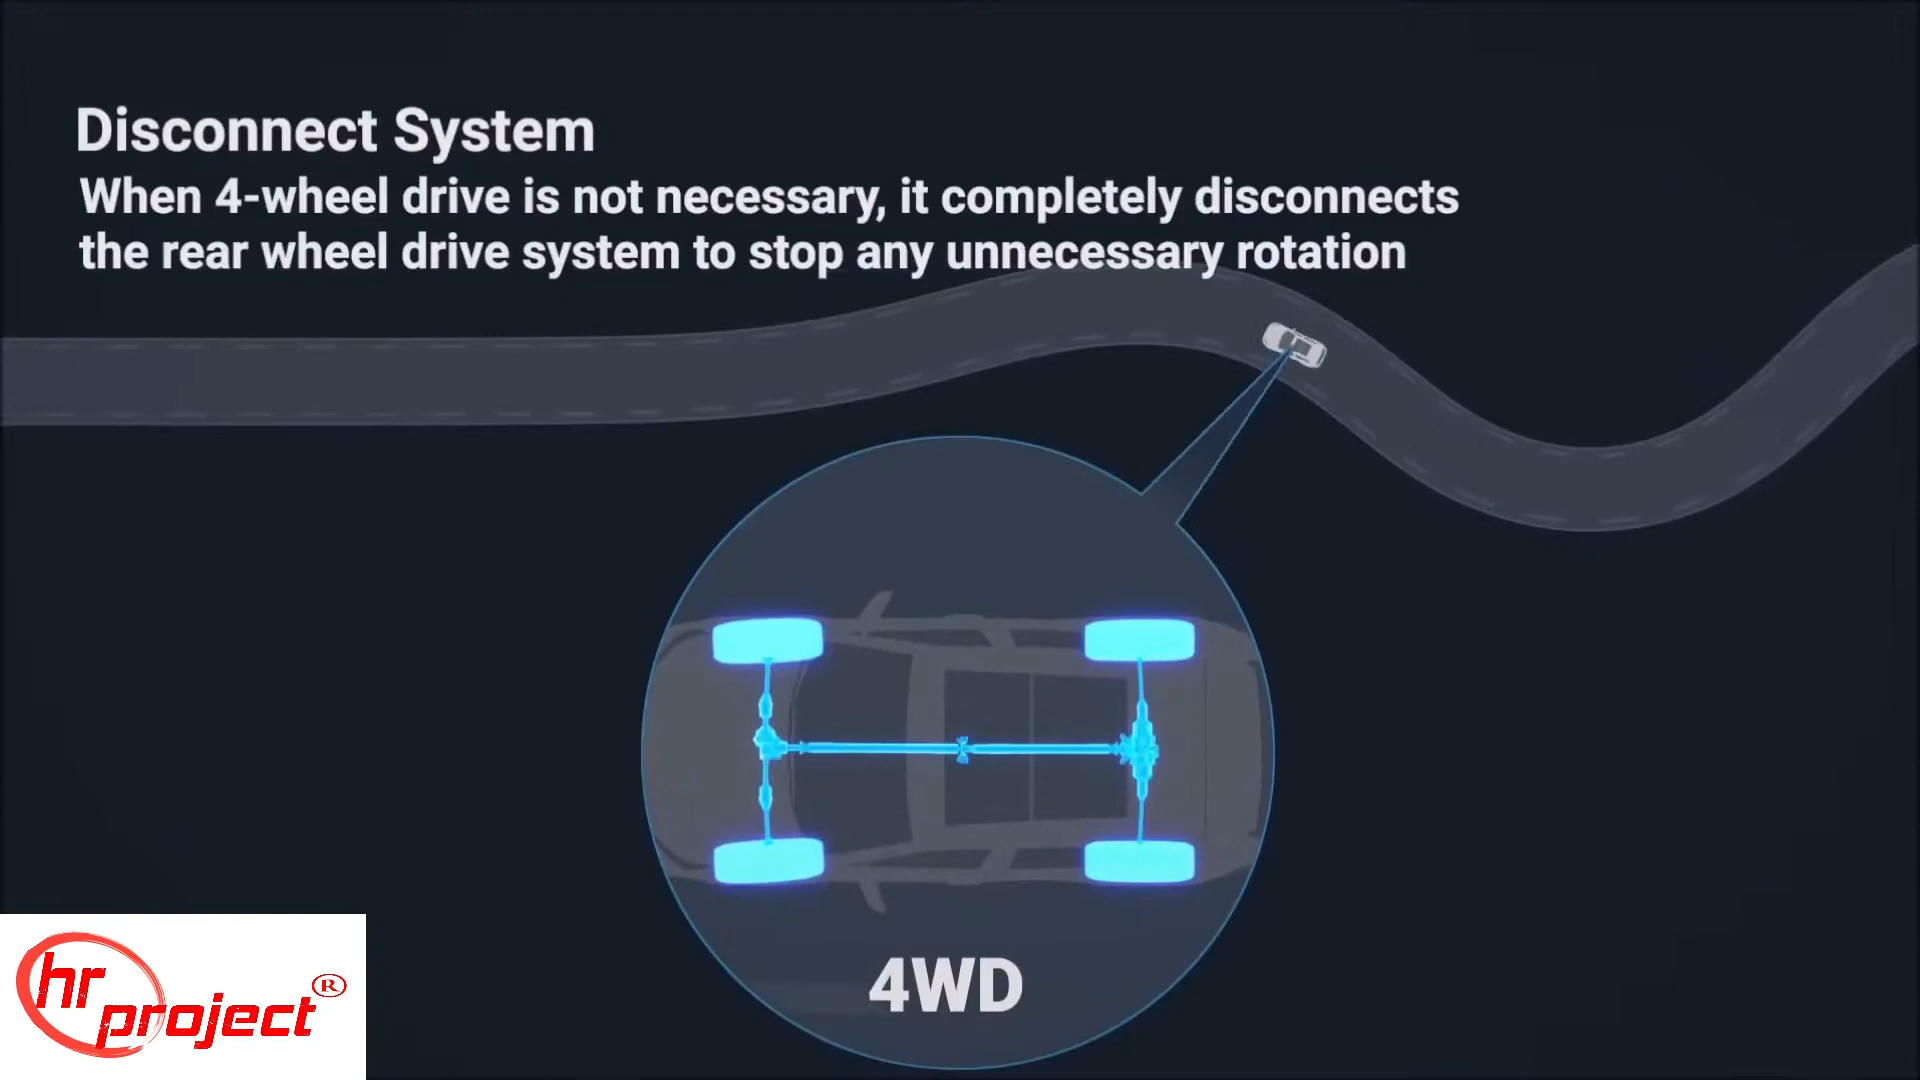 Disconnect System
When 4-wheel drive is not necessary, it completely disconnects
the rear wheel drive system to stop any unnecessary rotation
4WD
hr
project®